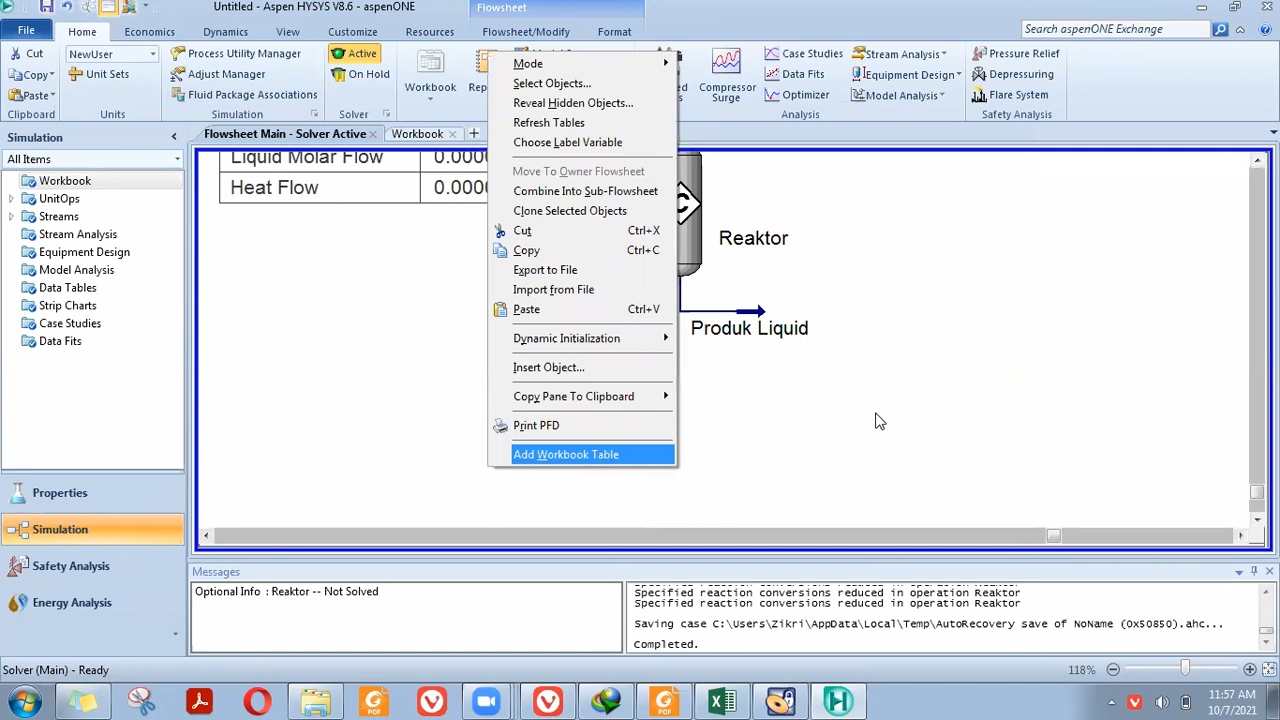 Untitled - Aspen HYSYS V8.6 - aspenONE
Flowsheet
File
Home
Economics
Dynamics
View
Customize
Resources
Flowsheet/Modify
Format
Search aspenONE Exchange
Cut
Copy
Paste
Clipboard
NewUser
Unit Sets
Units
Process Utility Manager
Adjust Manager
Fluid Package Associations
Simulation
Active
On Hold
Solver
Workbook
Compressor
Surge
Case Studies
Data Fits
Optimizer
Stream Analysis
Equipment Design
Model Analysis
Analysis
Pressure Relief
Depressuring
Flare System
Safety Analysis
Simulation
All Items
Workbook
UnitOps
Streams
Stream Analysis
Equipment Design
Model Analysis
Data Tables
Strip Charts
Case Studies
Data Fits
Properties
Simulation
Safety Analysis
Energy Analysis
Flowsheet Main - Solver Active
Workbook
Liquid Molar Flow 0.0000
Heat Flow 0.0000
Mode
Select Objects...
Reveal Hidden Objects...
Refresh Tables
Choose Label Variable
Move To Owner Flowsheet
Combine Into Sub-Flowsheet
Clone Selected Objects
Cut Ctrl+X
Copy Ctrl+C
Export to File
Import from File
Paste Ctrl+V
Dynamic Initialization
Insert Object...
Copy Pane To Clipboard
Print PFD
Add Workbook Table
Reaktor
Produk Liquid
Messages
Optional Info : Reaktor -- Not Solved
Specified reaction conversions reduced in operation Reaktor
Specified reaction conversions reduced in operation Reaktor
Saving case C:\Users\Zikri\AppData\Local\Temp\AutoRecovery save of NoName (0x50850).ahc...
Completed.
Solver (Main) - Ready
118%
11:57 AM
10/7/2021